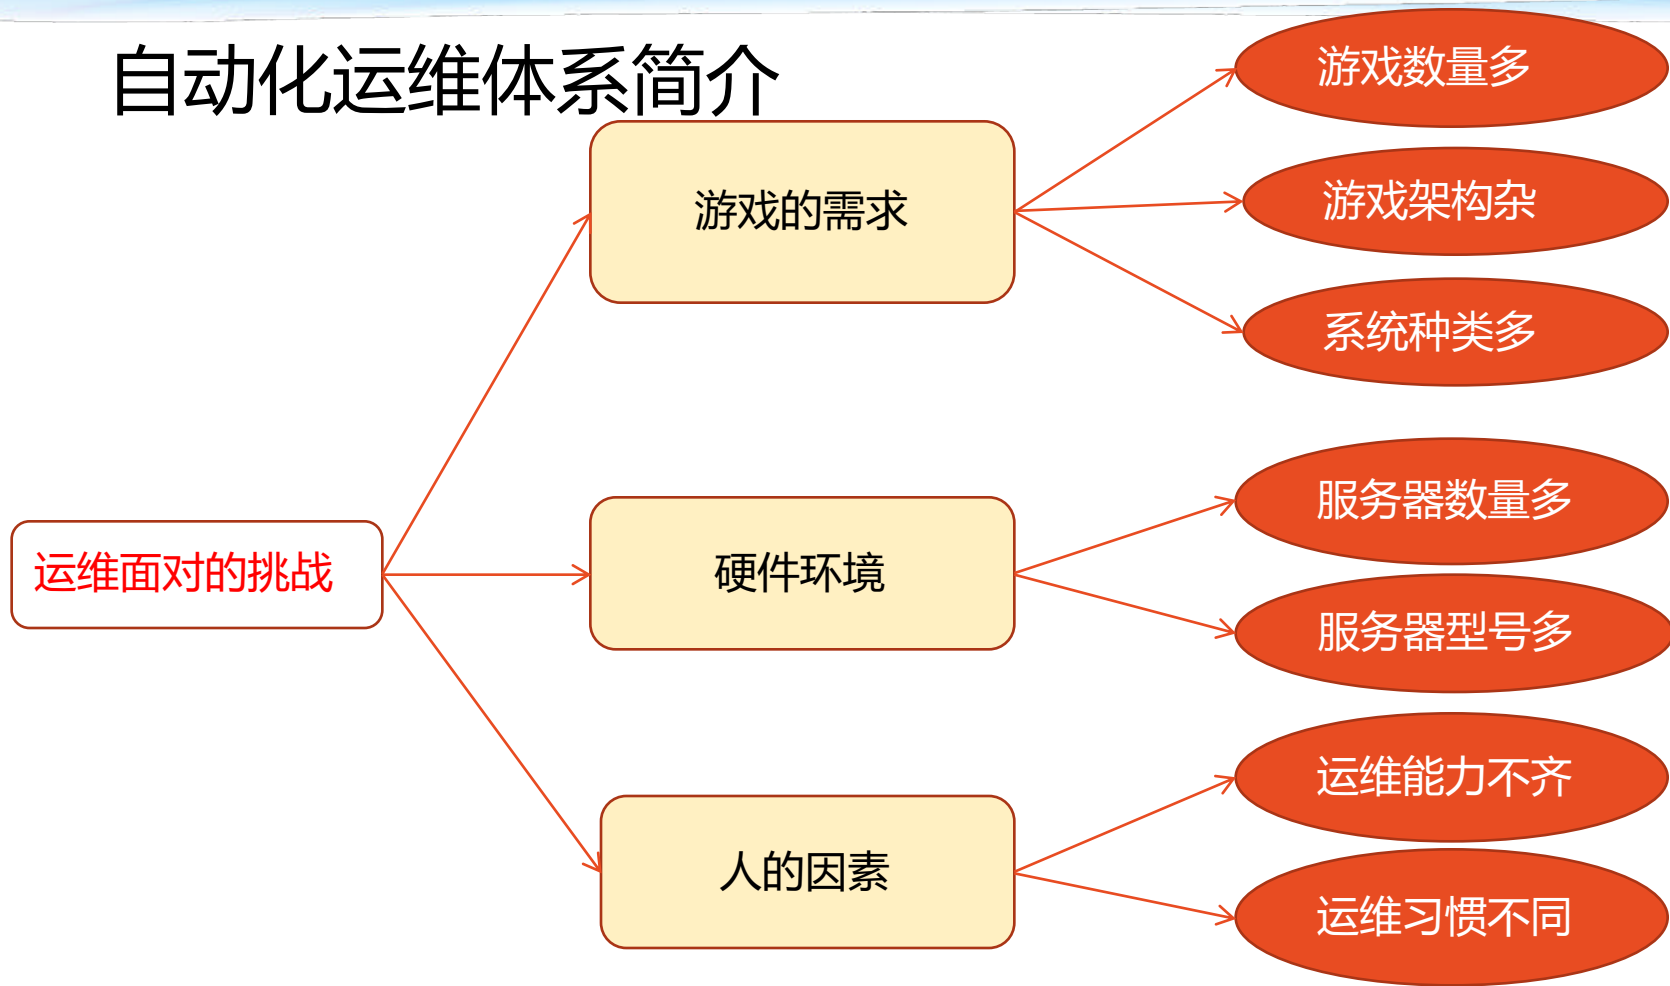 自动化运维体系简介
运维面对的挑战
游戏的需求
游戏数量多
游戏架构杂
系统种类多
硬件环境
服务器数量多
服务器型号多
人的因素
运维能力不齐
运维习惯不同